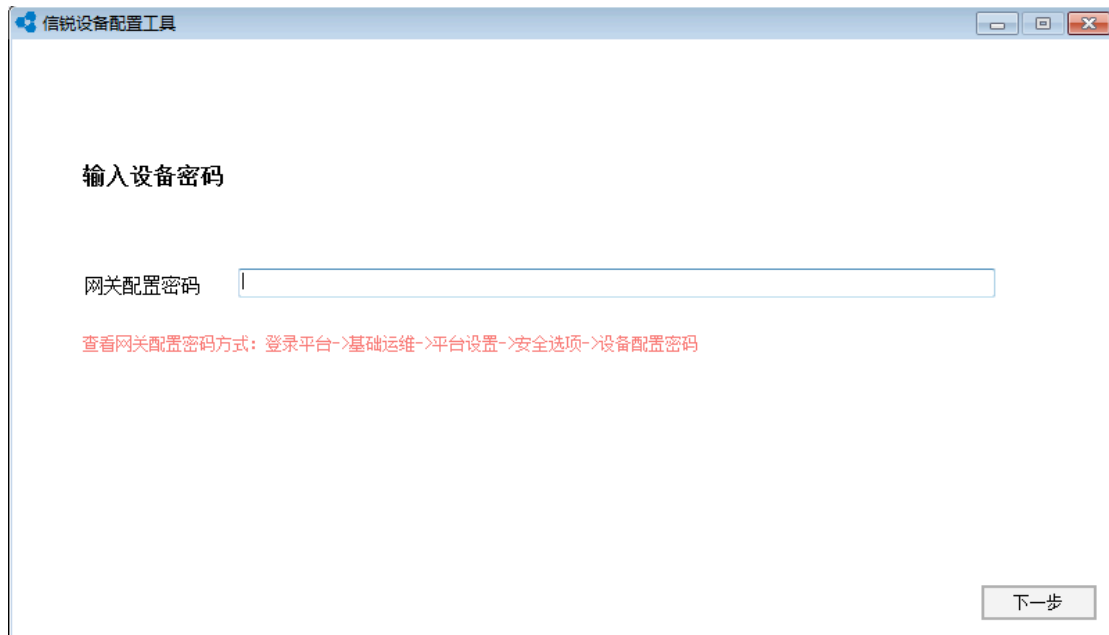 信锐设备配置工具
输入设备密码
网关配置密码
查看网关配置密码方式：登录平台->基础运维->平台设置->安全选项->设备配置密码
下一步